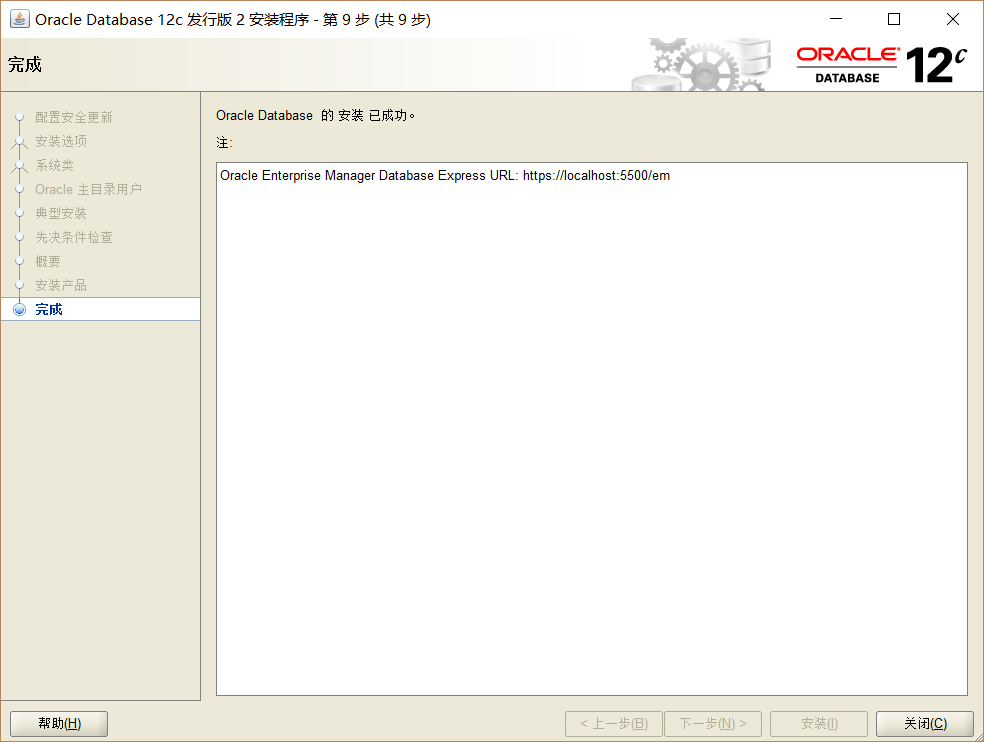 Oracle Database 12c 发行版 2 安装程序 - 第 9 步 (共 9 步)
完成
ORACLE® 12c
DATABASE
配置安全更新
安装选项
系统类
Oracle 主目录用户
典型安装
先决条件检查
概要
安装产品
完成
Oracle Database 的 安装 已成功。
注:
Oracle Enterprise Manager Database Express URL: https://localhost:5500/em
帮助(H)
< 上一步(B)
下一步(N) >
安装(I)
关闭(C)